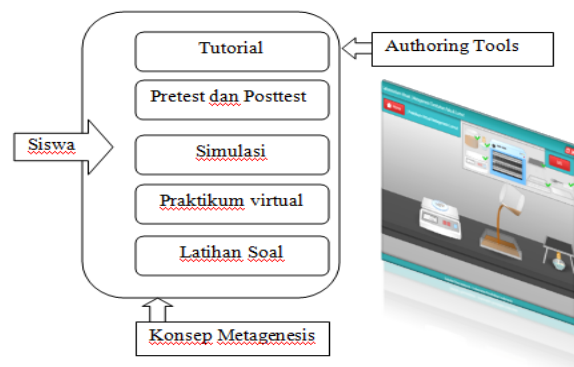 Tutorial
Authoring Tools
Pretest dan Posttest
Siswa
Simulasi
Praktikum virtual
Latihan Soal
Konsep Metagenesis